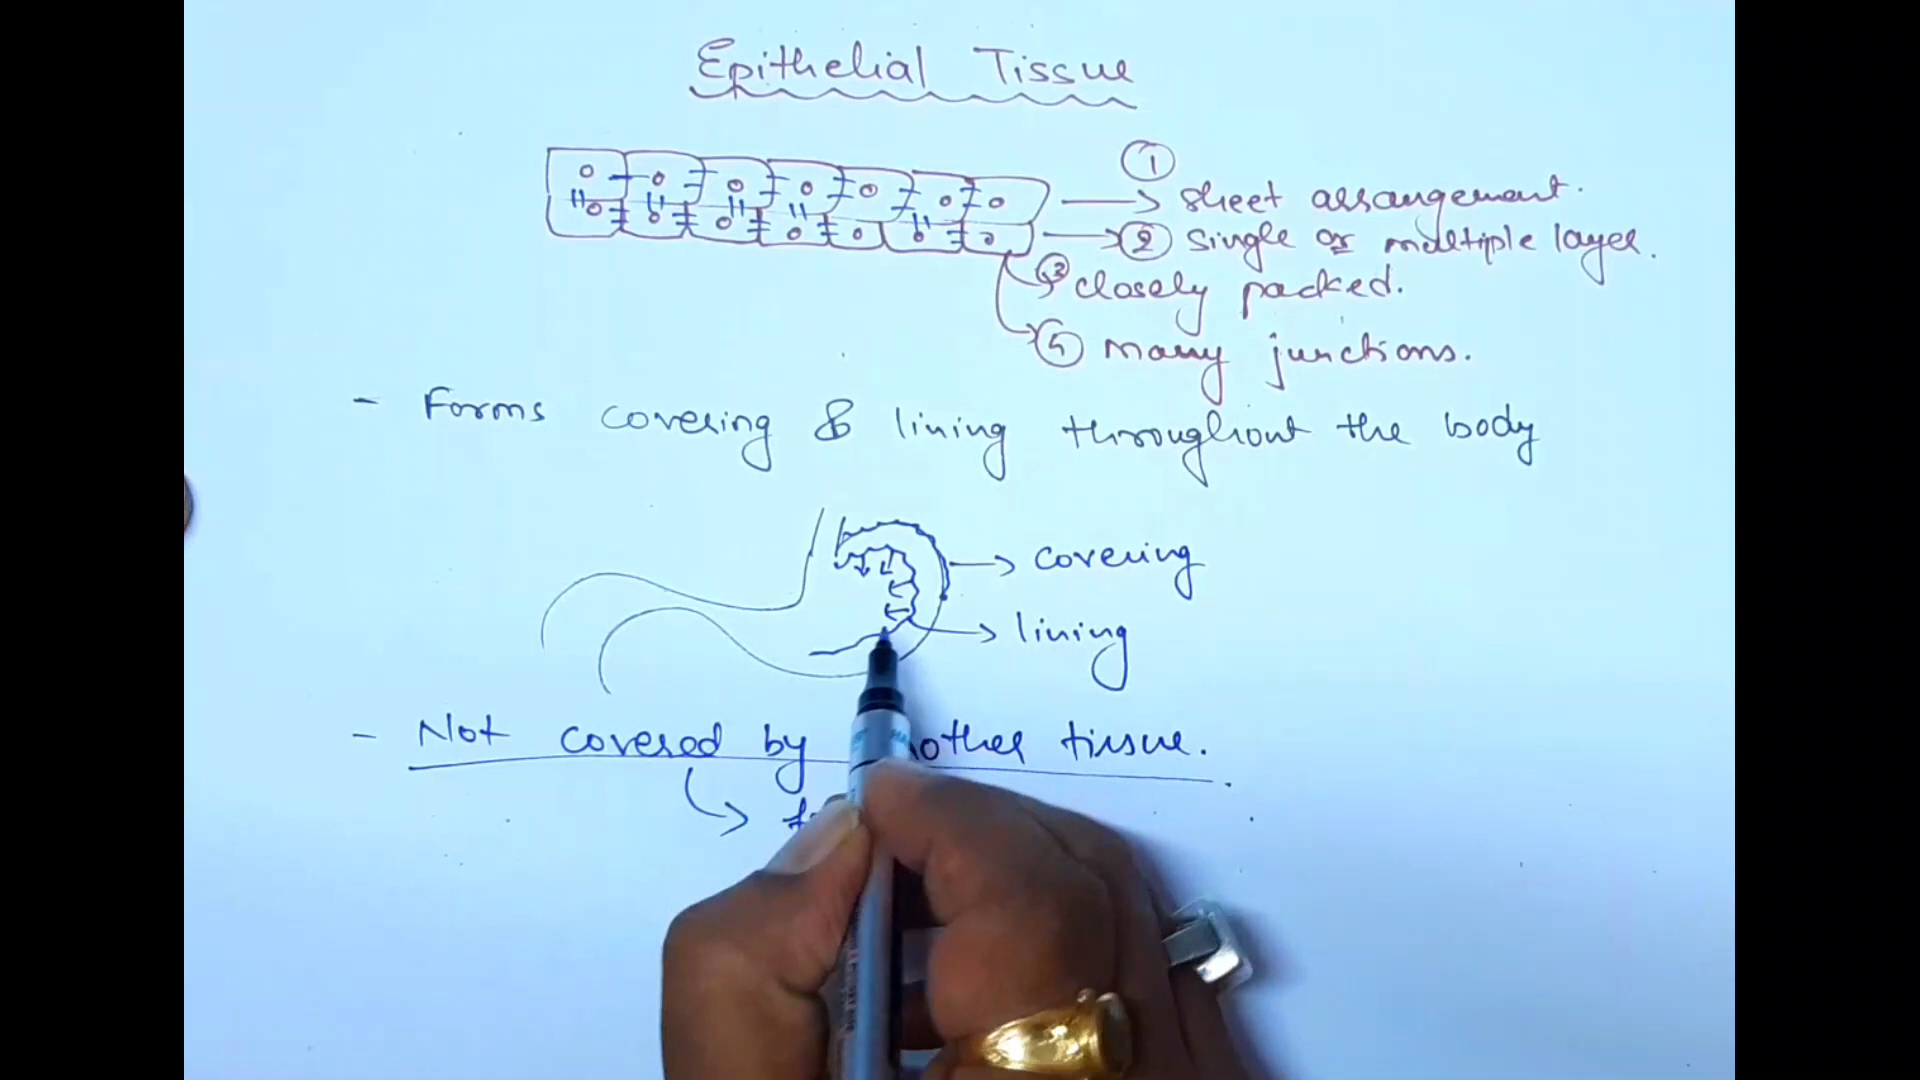 Epithelial Tissue
1
sheet arrangement.
2 single or multiple layer.
3 closely packed.
4 many junctions.
- Forms covering & lining throughout the body
covering
lining
- Not covered by another tissue.